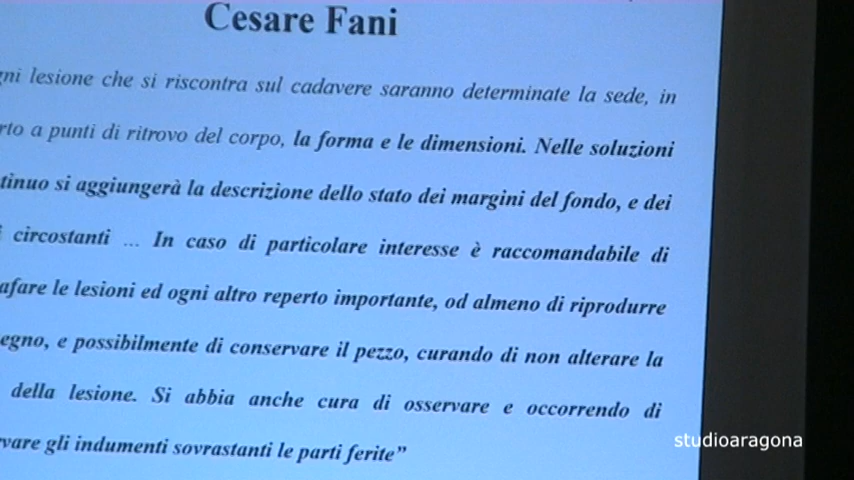 Cesare Fani
gni lesione che si riscontra sul cadavere saranno determinate la sede, in
rto a punti di ritrovo del corpo, la forma e le dimensioni. Nelle soluzioni
tinuo si aggiungerà la descrizione dello stato dei margini del fondo, e dei
i circostanti ... In caso di particolare interesse è raccomandabile di
afare le lesioni ed ogni altro reperto importante, od almeno di riprodurre
egno, e possibilmente di conservare il pezzo, curando di non alterare la
della lesione. Si abbia anche cura di osservare e occorrendo di
rvare gli indumenti sovrastanti le parti ferite”
studioaragona